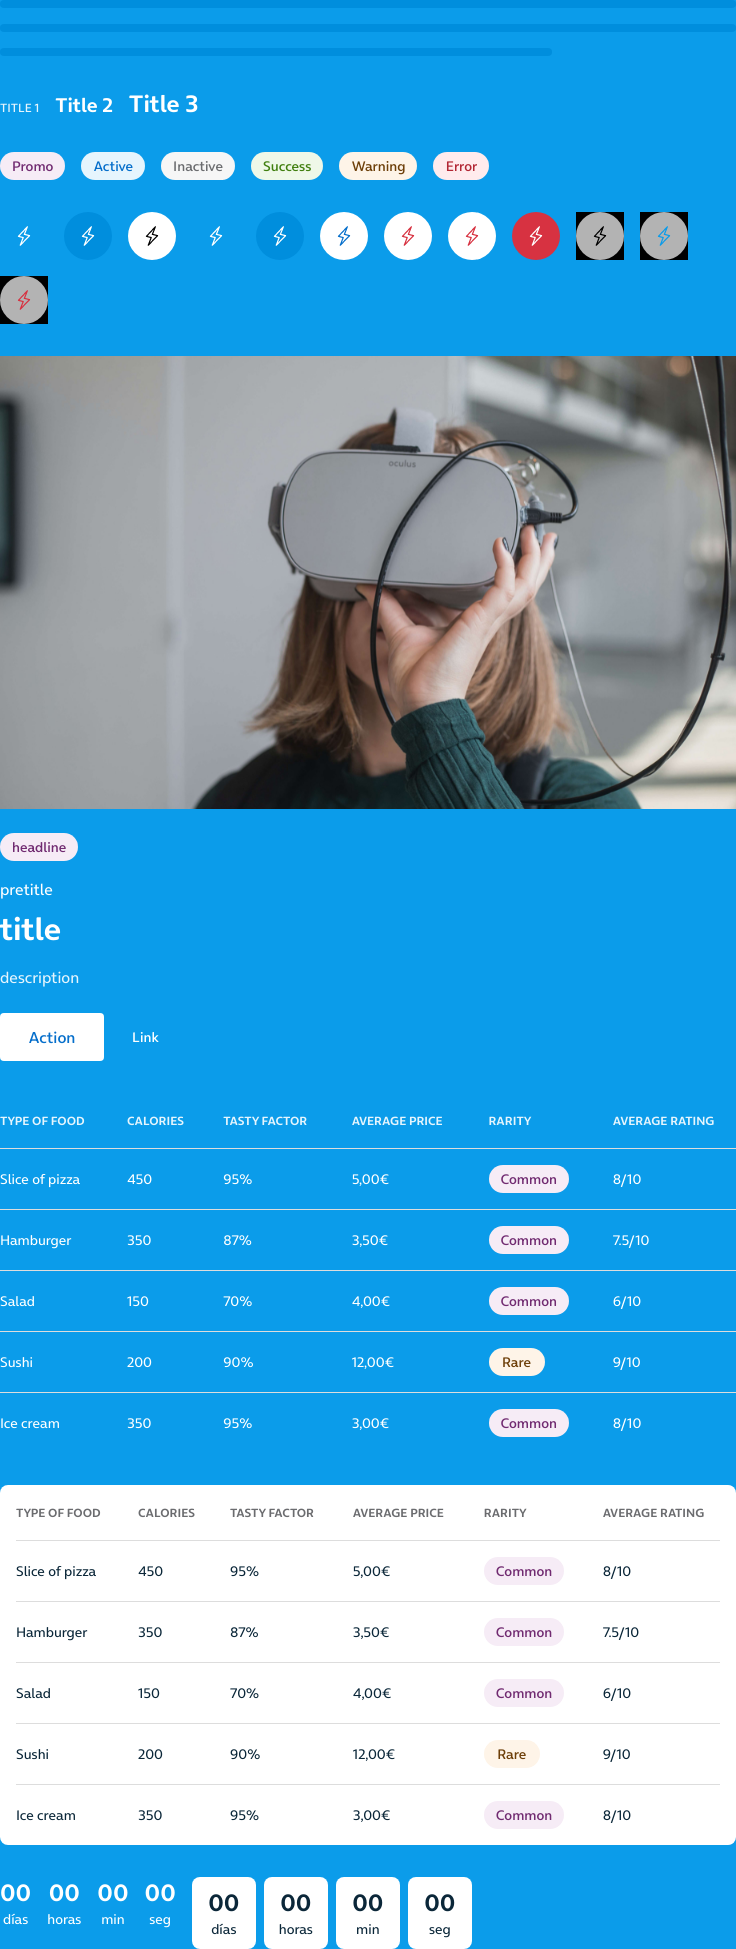 TITLE 1 Title 2 Title 3
Promo Active Inactive Success Warning Error
oculus
headline
pretitle
title
description
Action Link
TYPE OF FOOD CALORIES TASTY FACTOR AVERAGE PRICE RARITY AVERAGE RATING
Slice of pizza 450 95% 5,00€ Common 8/10
Hamburger 350 87% 3,50€ Common 7.5/10
Salad 150 70% 4,00€ Common 6/10
Sushi 200 90% 12,00€ Rare 9/10
Ice cream 350 95% 3,00€ Common 8/10
TYPE OF FOOD CALORIES TASTY FACTOR AVERAGE PRICE RARITY AVERAGE RATING
Slice of pizza 450 95% 5,00€ Common 8/10
Hamburger 350 87% 3,50€ Common 7.5/10
Salad 150 70% 4,00€ Common 6/10
Sushi 200 90% 12,00€ Rare 9/10
Ice cream 350 95% 3,00€ Common 8/10
00 00 00 00 00 00 00 00
días horas min seg días horas min seg